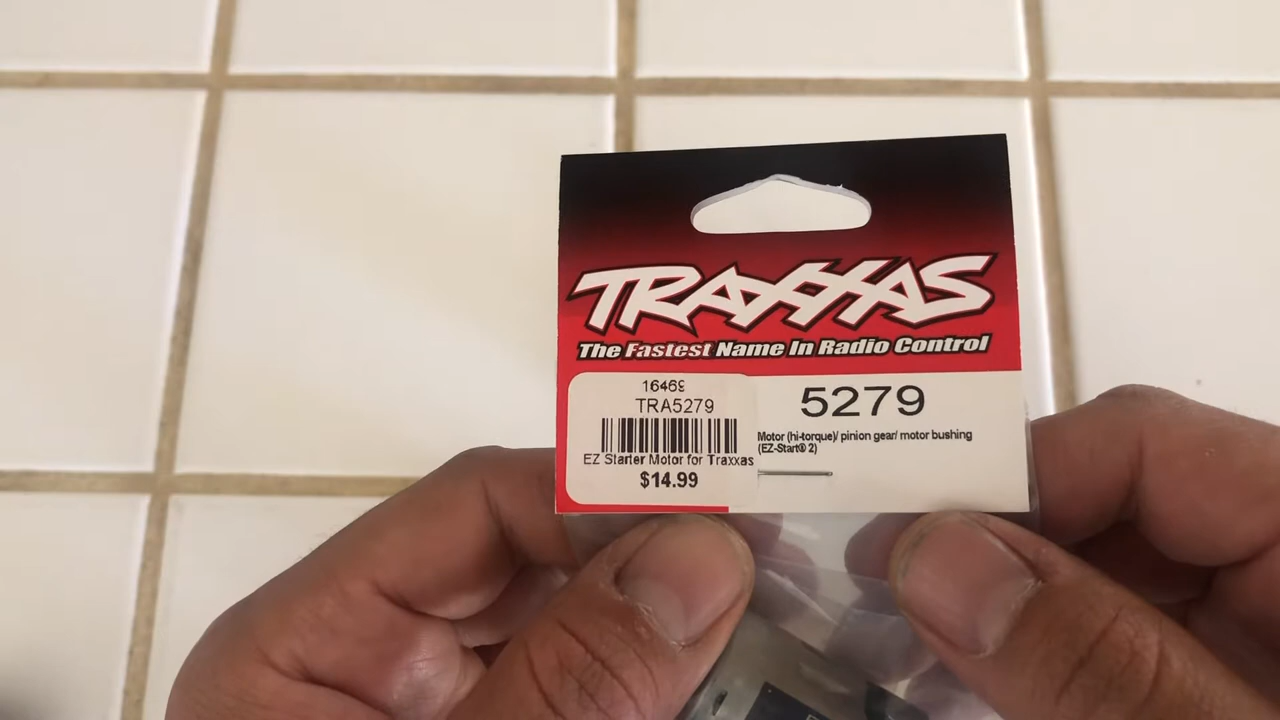 TRAXXAS
The Fastest Name In Radio Control
16469
TRA5279
EZ Starter Motor for Traxxas
$14.99
5279
Motor (hi-torque)/ pinion gear/ motor bushing
(EZ-Start® 2)